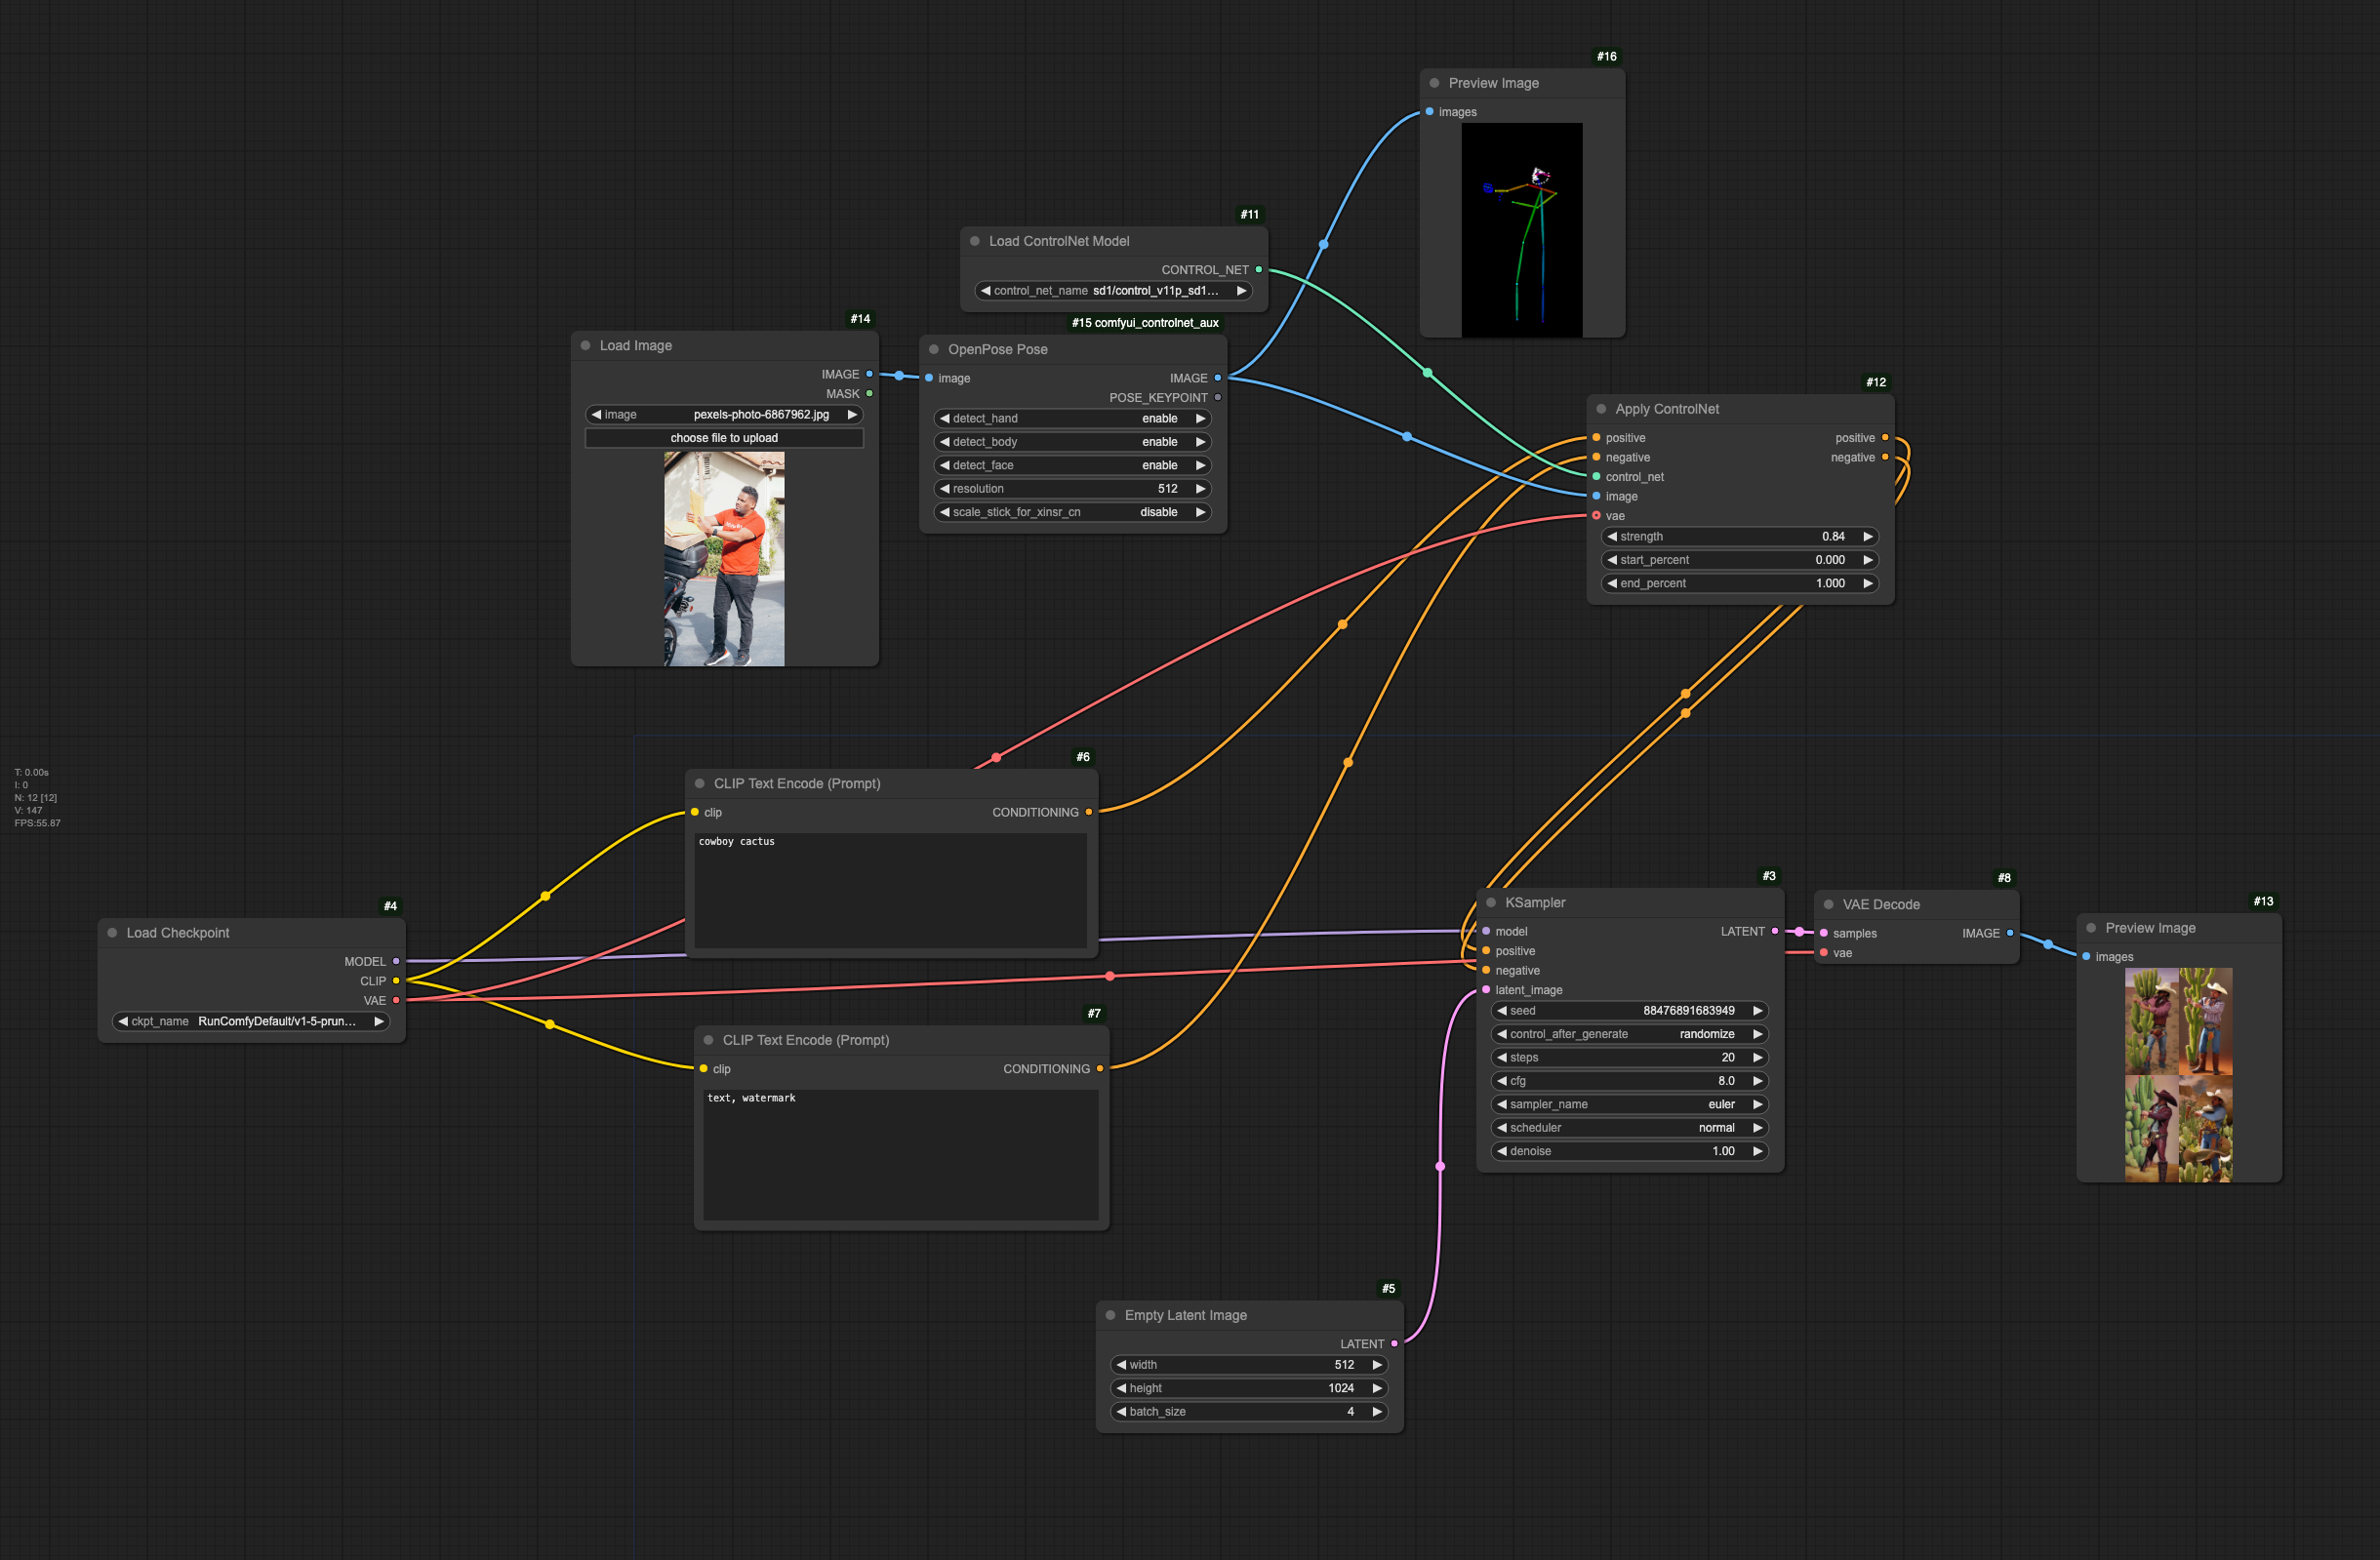 #16
Preview Image
images
#11
Load ControlNet Model
CONTROL_NET
control_net_name sd1/control_v11p_sd1...
#14
Load Image
IMAGE
MASK
image pexels-photo-6867962.jpg
choose file to upload
#15 comfyui_controlnet_aux
OpenPose Pose
image IMAGE
POSE_KEYPOINT
detect_hand enable
detect_body enable
detect_face enable
resolution 512
scale_stick_for_xinsr_cn disable
#12
Apply ControlNet
positive positive
negative negative
control_net
image
vae
strength 0.84
start_percent 0.000
end_percent 1.000
T: 0.00s
I: 0
N: 12 [12]
V: 147
FPS:55.87
#6
CLIP Text Encode (Prompt)
clip CONDITIONING
cowboy cactus
#4
Load Checkpoint
MODEL
CLIP
VAE
ckpt_name RunComfyDefault/v1-5-prun...
#7
CLIP Text Encode (Prompt)
clip CONDITIONING
text, watermark
#3
KSampler
model LATENT
positive
negative
latent_image
seed 88476891683949
control_after_generate randomize
steps 20
cfg 8.0
sampler_name euler
scheduler normal
denoise 1.00
#8
VAE Decode
samples IMAGE
vae
#13
Preview Image
images
#5
Empty Latent Image
LATENT
width 512
height 1024
batch_size 4